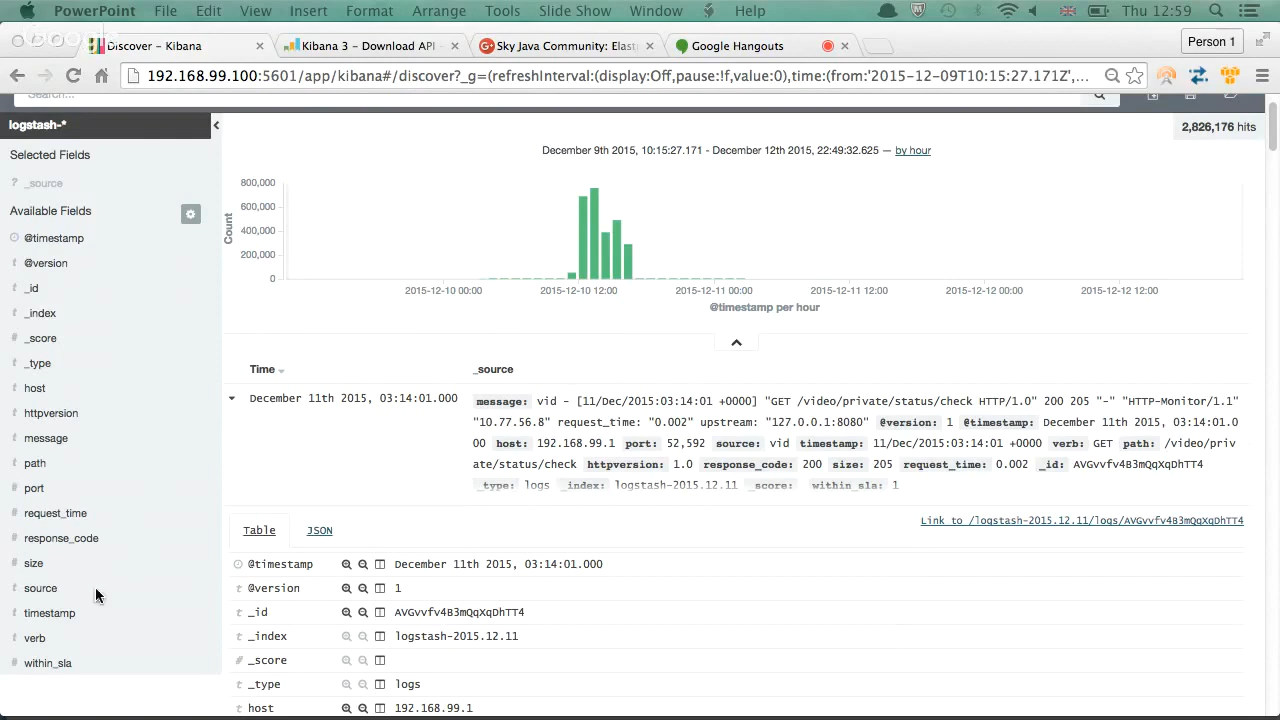 PowerPoint File Edit View Insert Format Arrange Tools Slide Show Window Help Thu 12:59
Discover – Kibana Kibana 3 – Download API Sky Java Community: Elast Google Hangouts Person 1
192.168.99.100:5601/app/kibana#/discover?_g=(refreshInterval:(display:Off,pause:!f,value:0),time:(from:'2015-12-09T10:15:27.171Z',...
Search...
logstash-*
2,826,176 hits
Selected Fields
? _source
Available Fields
@timestamp
t @version
t _id
t _index
# _score
t _type
t host
t httpversion
t message
t path
# port
# request_time
# response_code
# size
t source
t timestamp
t verb
# within_sla
December 9th 2015, 10:15:27.171 - December 12th 2015, 22:49:32.625 — by hour
Count
800,000
600,000
400,000
200,000
0
2015-12-10 00:00 2015-12-10 12:00 2015-12-11 00:00 2015-12-11 12:00 2015-12-12 00:00 2015-12-12 12:00
@timestamp per hour
Time _source
December 11th 2015, 03:14:01.000
message: vid - [11/Dec/2015:03:14:01 +0000] "GET /video/private/status/check HTTP/1.0" 200 205 "-" "HTTP-Monitor/1.1"
"10.77.56.8" request_time: "0.002" upstream: "127.0.0.1:8080" @version: 1 @timestamp: December 11th 2015, 03:14:01.0
00 host: 192.168.99.1 port: 52,592 source: vid timestamp: 11/Dec/2015:03:14:01 +0000 verb: GET path: /video/priv
ate/status/check httpversion: 1.0 response_code: 200 size: 205 request_time: 0.002 _id: AVGvvfv4B3mQqXqDhTT4
_type: logs _index: logstash-2015.12.11 _score: within_sla: 1
Table JSON
Link to /logstash-2015.12.11/logs/AVGvvfv4B3mQqXqDhTT4
@timestamp December 11th 2015, 03:14:01.000
t @version 1
t _id AVGvvfv4B3mQqXqDhTT4
t _index logstash-2015.12.11
# _score
t _type logs
t host 192.168.99.1